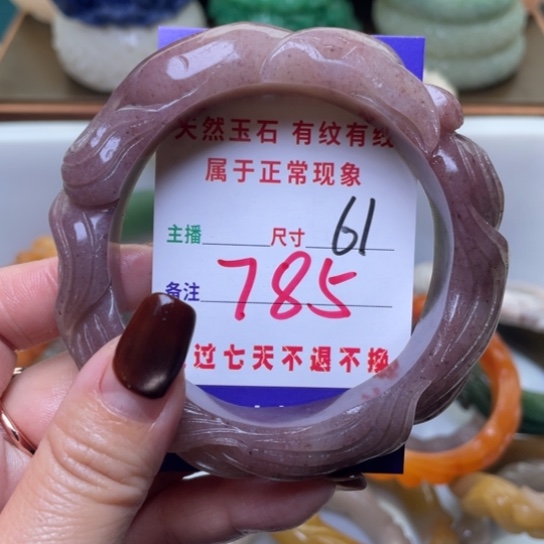 天然玉石 有纹有线
属于正常现象
主播 尺寸 61
备注 785
过七天不退不换